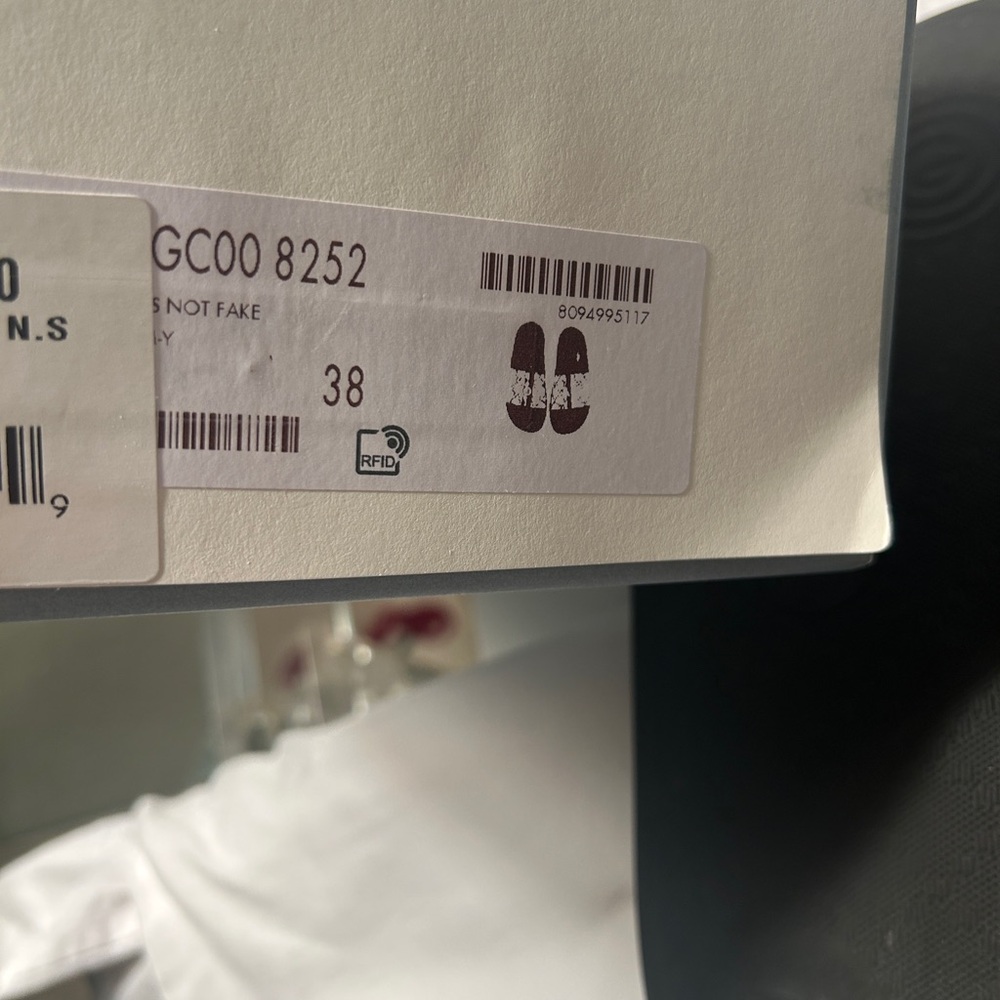 0
N.S
9
GC00 8252
S NOT FAKE
-Y
38
RFID
8094995117